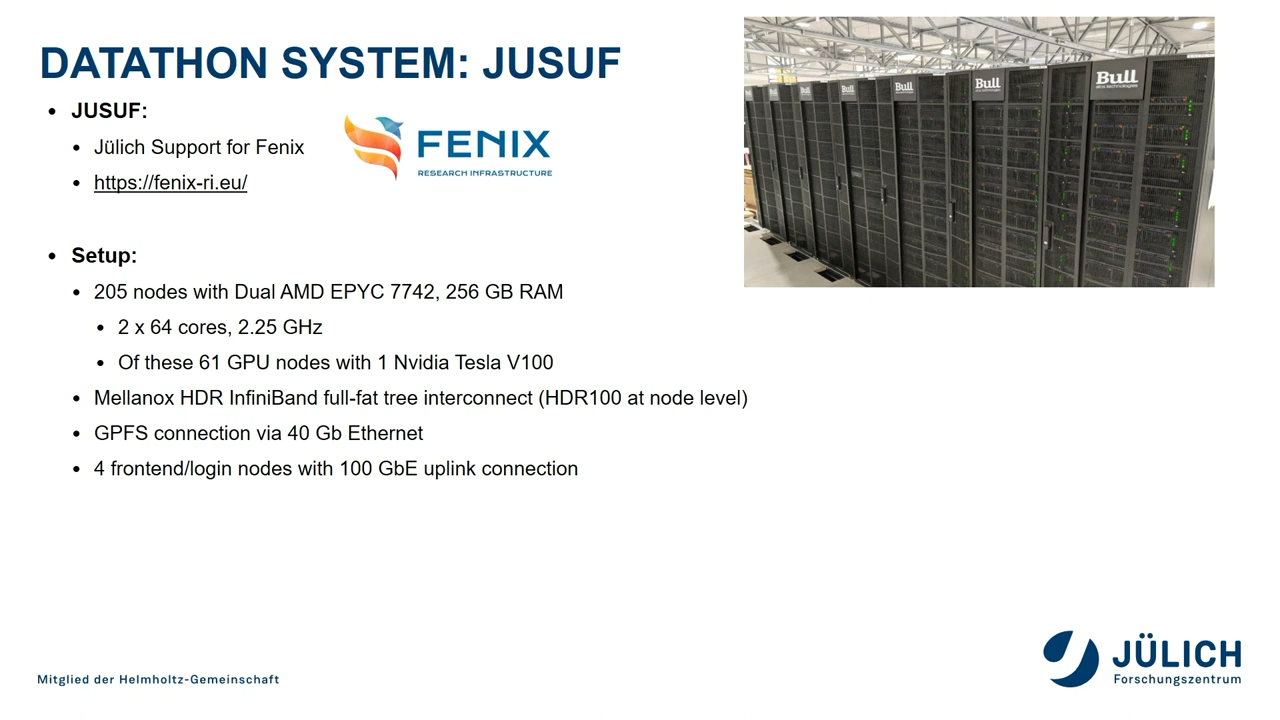 DATATHON SYSTEM: JUSUF
JUSUF:
Jülich Support for Fenix
https://fenix-ri.eu/
FENIX
RESEARCH INFRASTRUCTURE
Setup:
205 nodes with Dual AMD EPYC 7742, 256 GB RAM
2 x 64 cores, 2.25 GHz
Of these 61 GPU nodes with 1 Nvidia Tesla V100
Mellanox HDR InfiniBand full-fat tree interconnect (HDR100 at node level)
GPFS connection via 40 Gb Ethernet
4 frontend/login nodes with 100 GbE uplink connection
Bull
Bull
Bull
Bull
Bull
Bull
atos technologies
Mitglied der Helmholtz-Gemeinschaft
JÜLICH
Forschungszentrum